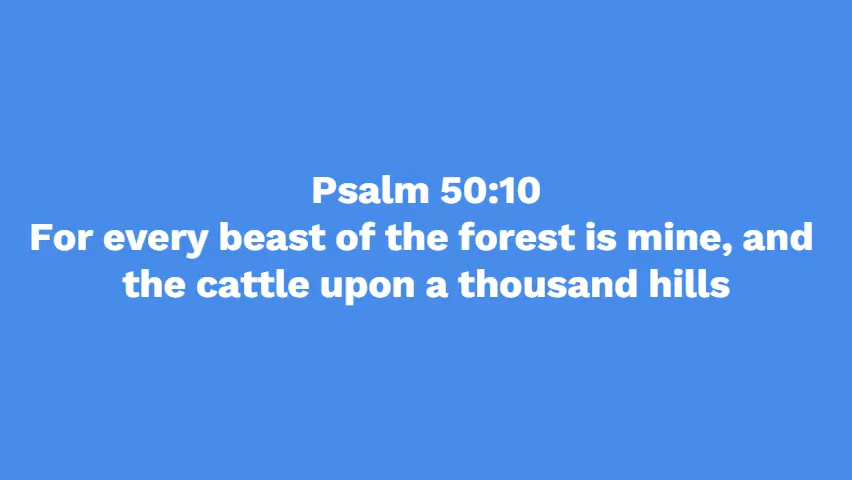 Psalm 50:10
For every beast of the forest is mine, and
the cattle upon a thousand hills